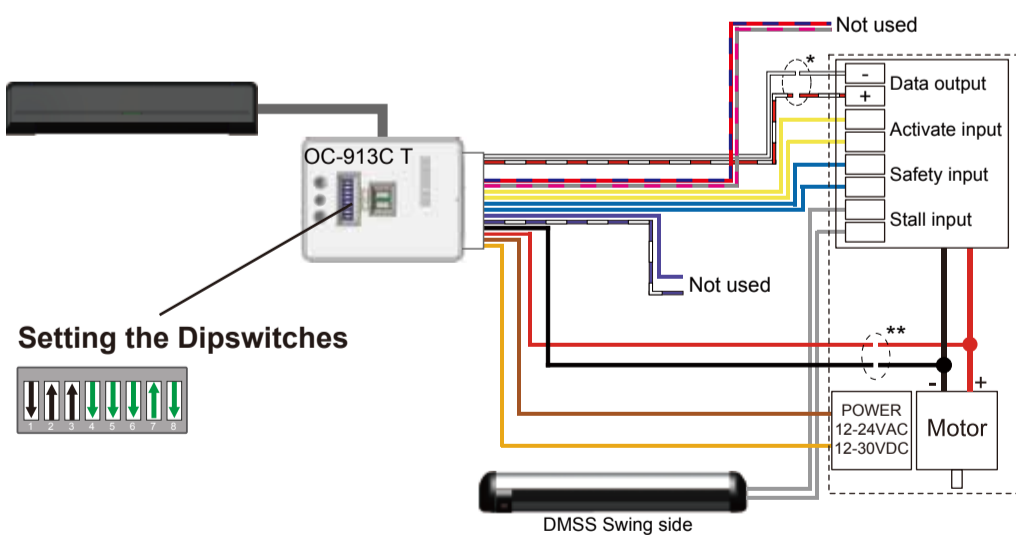 Not used
*
-
Data output
+
OC-913C T
Activate input
Safety input
Stall input
Not used
Setting the Dipswitches
**
1 2 3 4 5 6 7 8
- +
POWER
12-24VAC
12-30VDC
Motor
DMSS Swing side